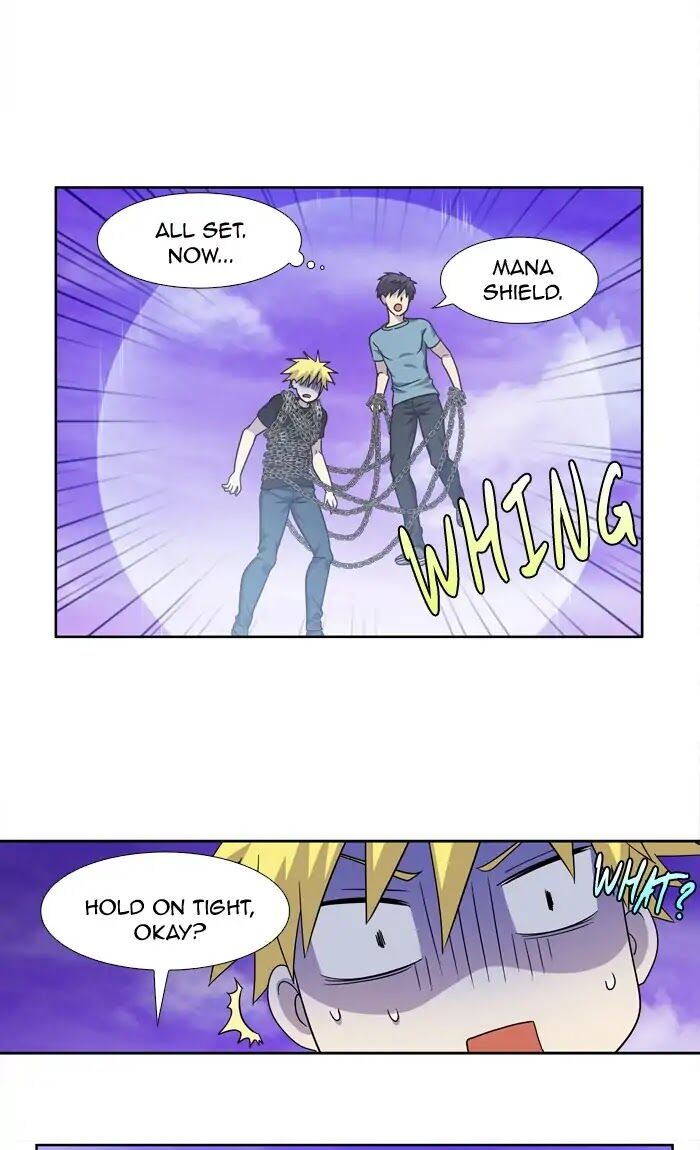 ALL SET.
NOW...
MANA
SHIELD.
WHING
HOLD ON TIGHT,
OKAY?
WHAT?